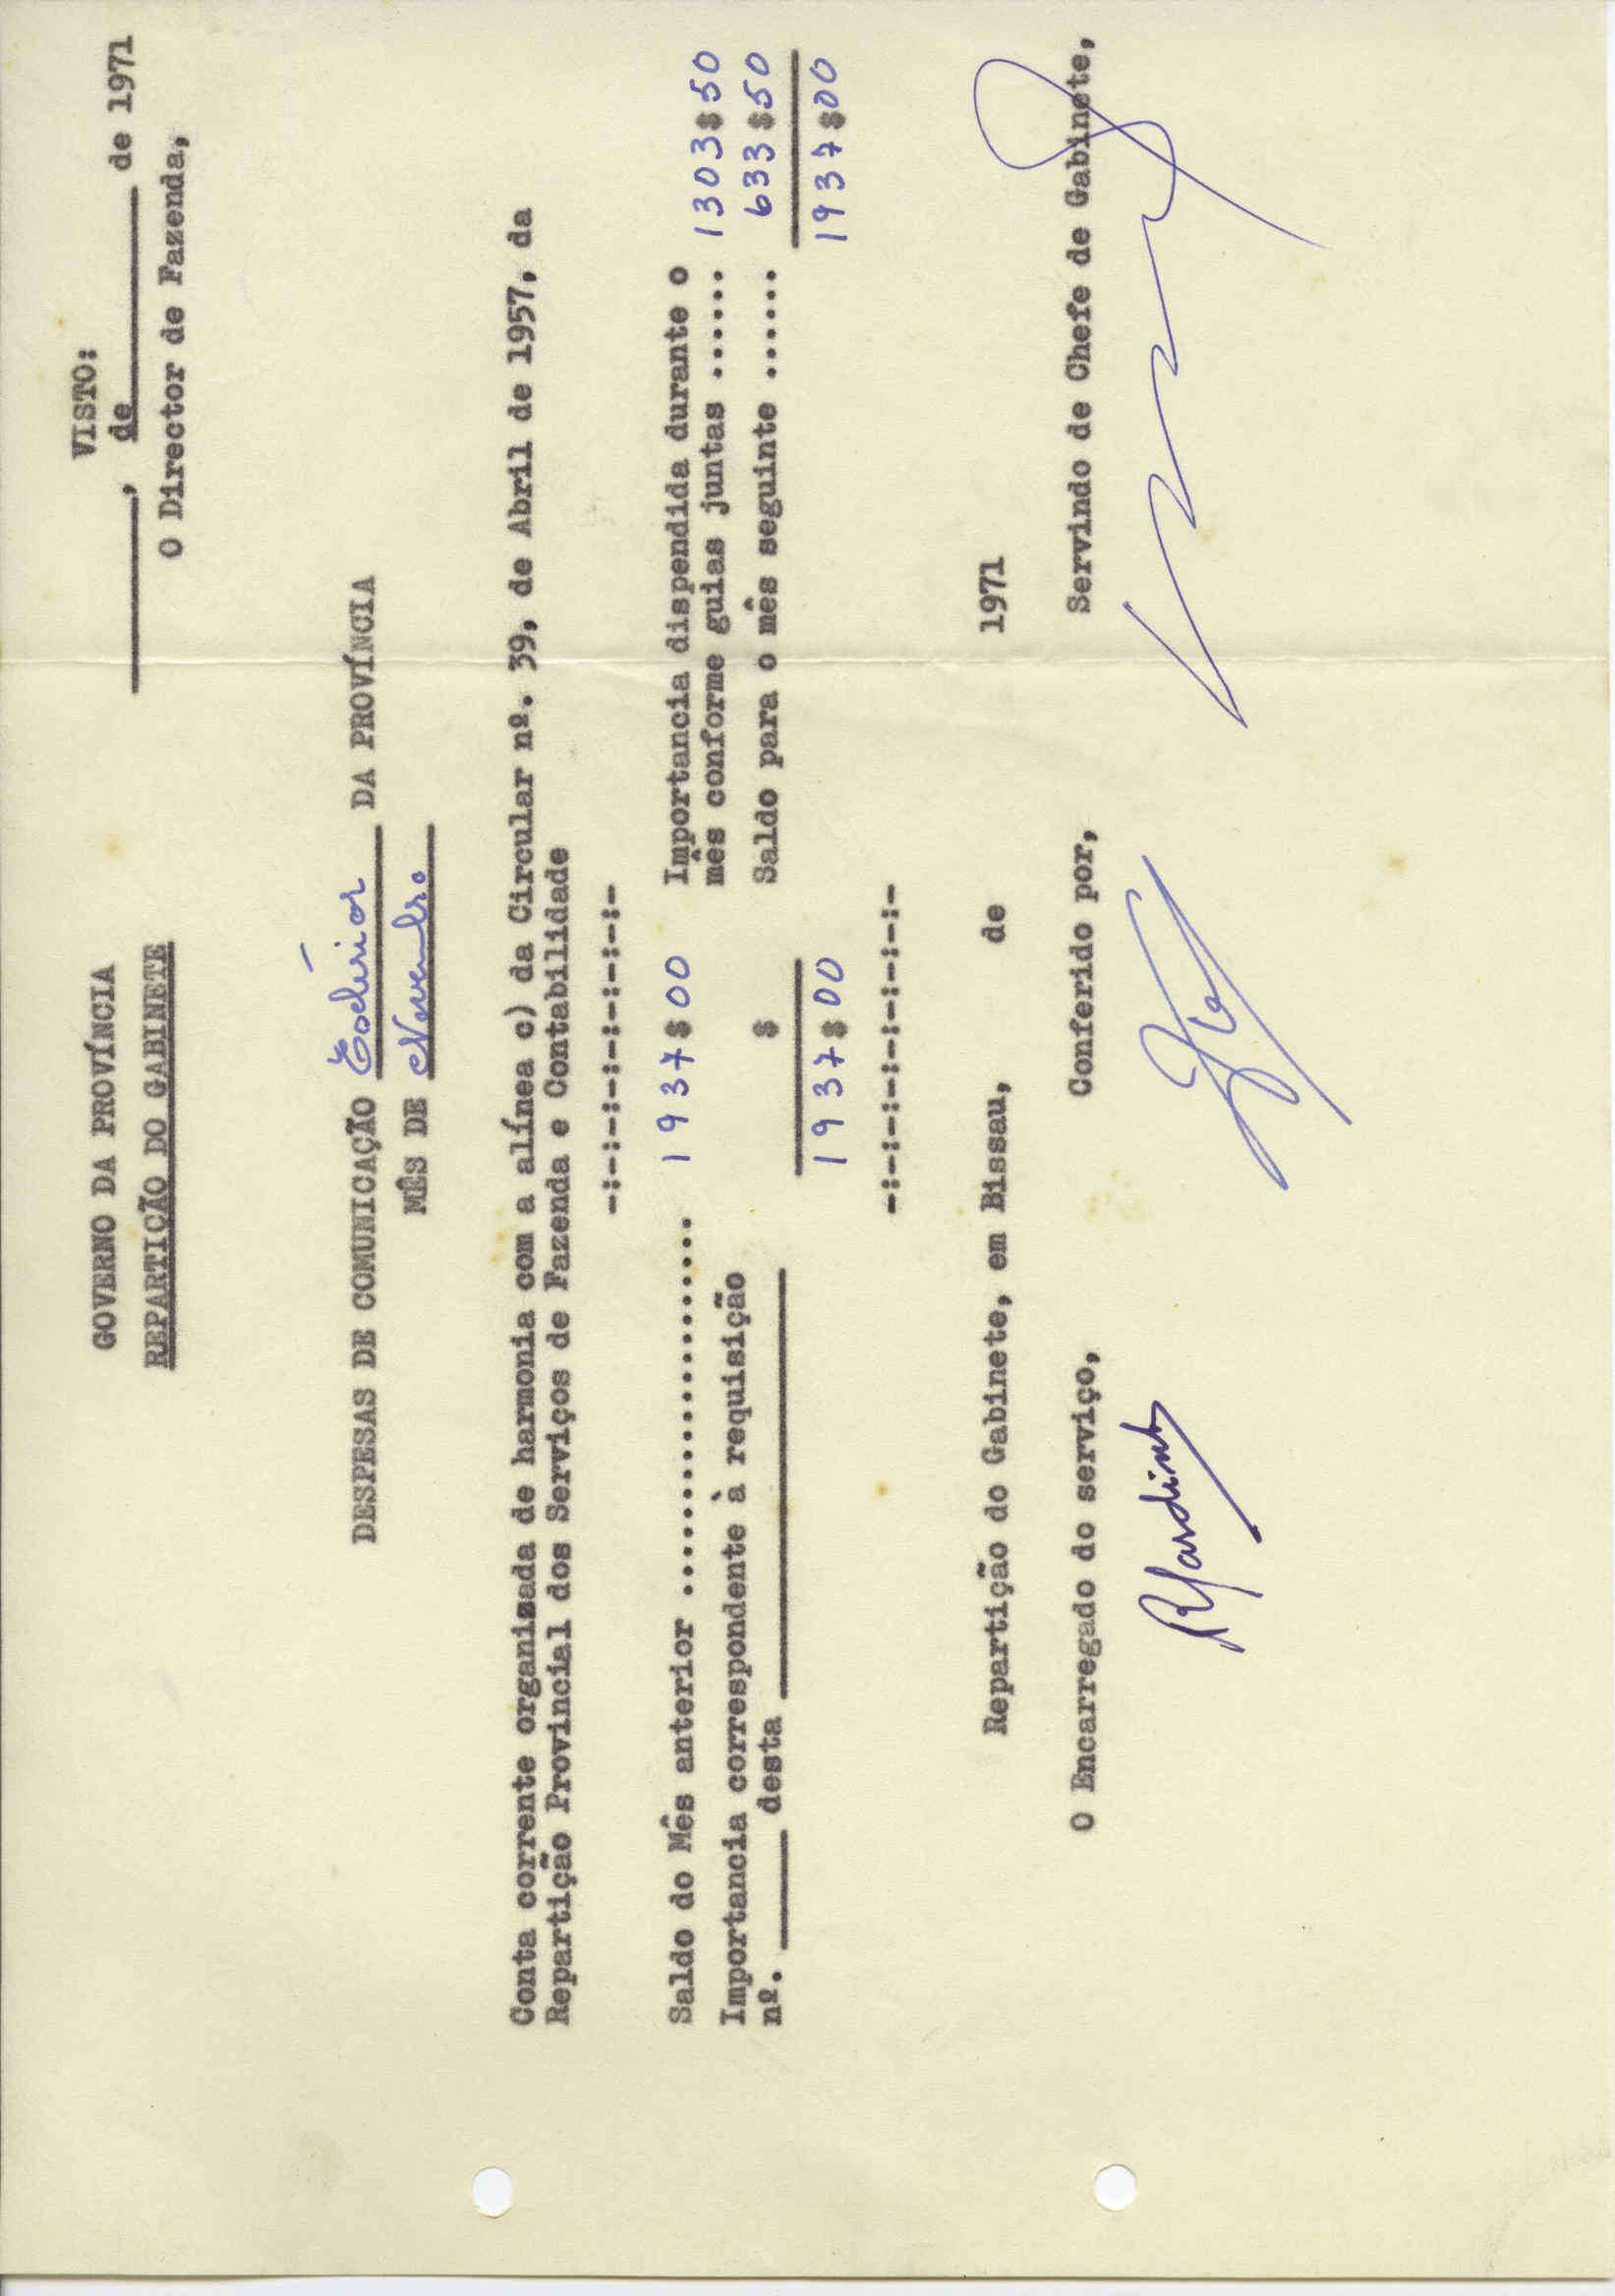 GOVERNO DA PROVÍNCIA
REPARTIÇÃO DO GABINETE
VISTO:
, de de 1971
O Director de Fazenda,
DESPESAS DE COMUNICAÇÃO DA PROVÍNCIA
MÊS DE Novembro
Conta corrente organizada de harmonia com a alínea c) da Circular nº. 39, de Abril de 1957, da
Repartição Provincial dos Serviços de Fazenda e Contabilidade
-:-:-:-:-:-:-:-:-:-
Saldo do Mês anterior ........................ 1937$00
Importancia correspondente à requisição
nº. ____ desta ____ $
1937$00
Importancia dispendida durante o
mês conforme guias juntas ...... 1303$50
Saldo para o mês seguinte ...... 633$50
1937$00
-:-:-:-:-:-:-:-:-:-
Repartição do Gabinete, em Bissau, de 1971
O Encarregado do serviço, Conferido por, Servindo de Chefe de Gabinete,